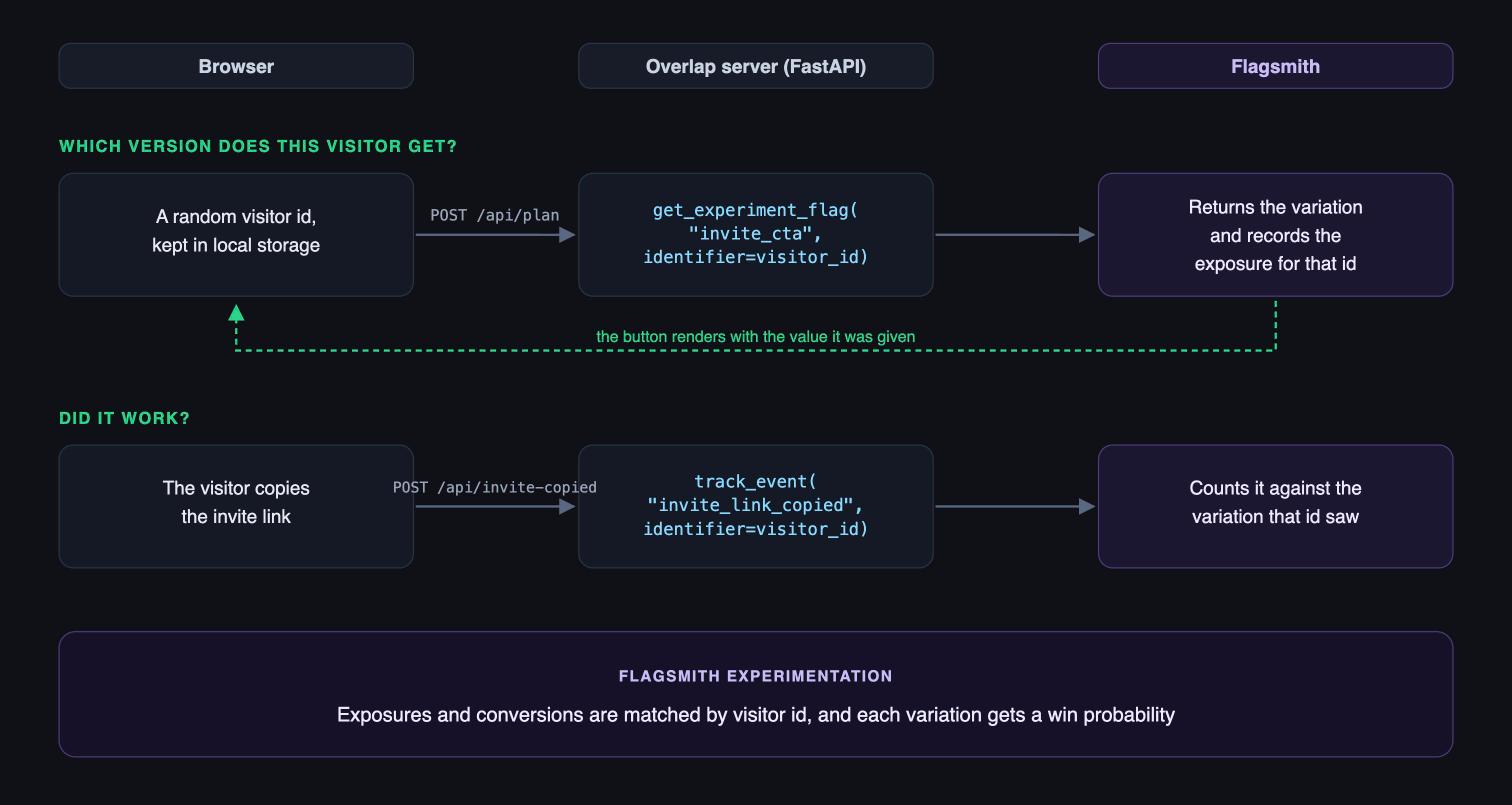 Browser
Overlap server (FastAPI)
Flagsmith
WHICH VERSION DOES THIS VISITOR GET?
A random visitor id,
kept in local storage
POST /api/plan
get_experiment_flag(
"invite_cta",
identifier=visitor_id)
Returns the variation
and records the
exposure for that id
the button renders with the value it was given
DID IT WORK?
The visitor copies
the invite link
POST /api/invite-copied
track_event(
"invite_link_copied",
identifier=visitor_id)
Counts it against the
variation that id saw
FLAGSMITH EXPERIMENTATION
Exposures and conversions are matched by visitor id, and each variation gets a win probability